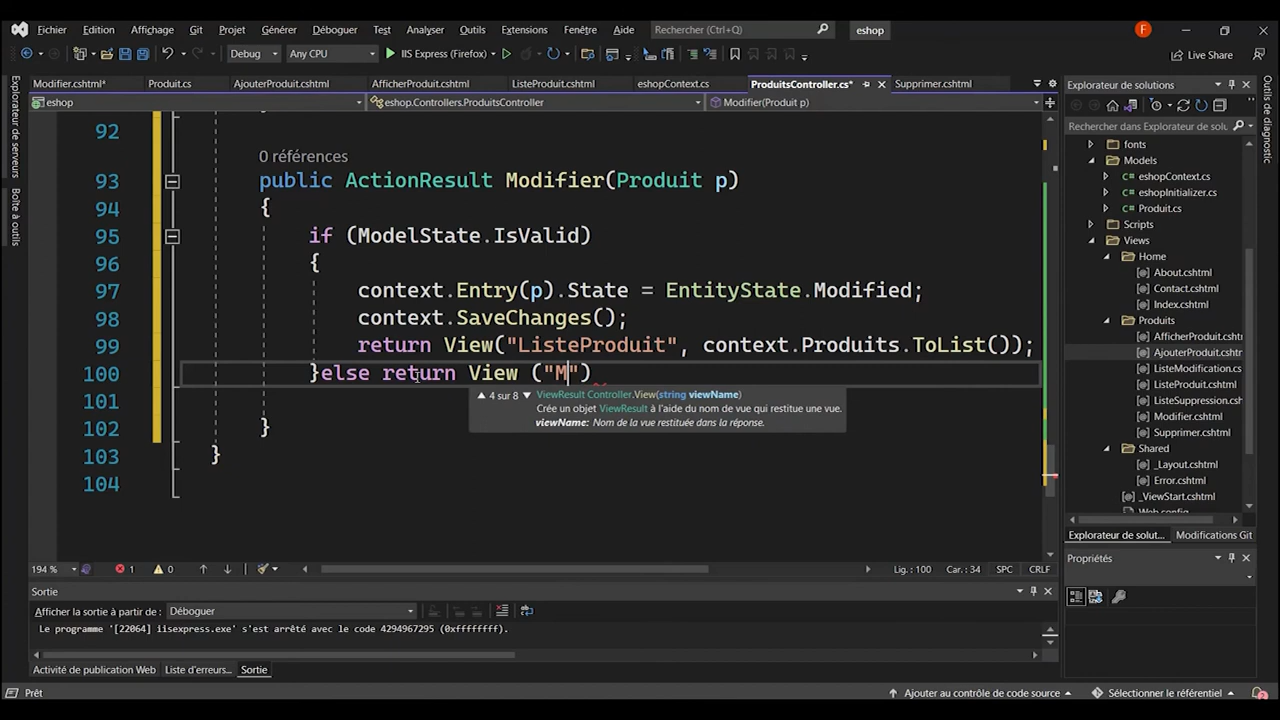 Fichier Edition Affichage Git Projet Générer Déboguer Test Analyser Outils Extensions Fenêtre Aide Rechercher (Ctrl+Q) eshop F
Debug Any CPU IIS Express (Firefox) Live Share
Modifier.cshtml* Produit.cs AjouterProduit.cshtml AfficherProduit.cshtml ListeProduit.cshtml eshopContext.cs ProduitsController.cs* Supprimer.cshtml
eshop eshop.Controllers.ProduitsController Modifier(Produit p)
92
0 références
93 public ActionResult Modifier(Produit p)
94 {
95 if (ModelState.IsValid)
96 {
97 context.Entry(p).State = EntityState.Modified;
98 context.SaveChanges();
99 return View("ListeProduit", context.Produits.ToList());
100 }else return View ("M")
4 sur 8 ViewResult Controller.View(string viewName)
Crée un objet ViewResult à l'aide du nom de vue qui restitue une vue.
viewName: Nom de la vue restituée dans la réponse.
101
102 }
103 }
104
194 % 1 0 Lig. : 100 Car. : 34 SPC CRLF
Sortie
Afficher la sortie à partir de : Déboguer
Le programme '[22064] iisexpress.exe' s'est arrêté avec le code 4294967295 (0xffffffff).
Activité de publication Web Liste d'erreurs... Sortie
Prêt Ajouter au contrôle de code source Sélectionner le référentiel 2
Explorateur de serveurs
Boîte à outils
Explorateur de solutions
Rechercher dans Explorateur de solu
fonts
Models
eshopContext.cs
eshopInitializer.cs
Produit.cs
Scripts
Views
Home
About.cshtml
Contact.cshtml
Index.cshtml
Produits
AfficherProduit.cshtml
AjouterProduit.cshtml
ListeModification.cs
ListeProduit.cshtml
ListeSuppression.cs
Modifier.cshtml
Supprimer.cshtml
Shared
_Layout.cshtml
Error.cshtml
_ViewStart.cshtml
Web.config
Explorateur de solut... Modifications Git
Propriétés
Outils de diagnostic